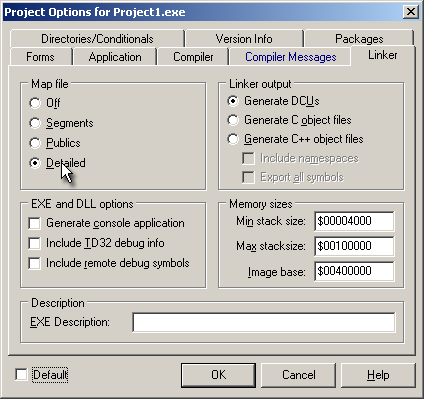 Project Options for Project1.exe
Directories/Conditionals Version Info Packages
Forms Application Compiler Compiler Messages Linker
Map file
Off
Segments
Publics
Detailed
Linker output
Generate DCUs
Generate C object files
Generate C++ object files
Include namespaces
Export all symbols
EXE and DLL options
Generate console application
Include TD32 debug info
Include remote debug symbols
Memory sizes
Min stack size: $00004000
Max stacksize: $00100000
Image base: $00400000
Description
EXE Description:
Default OK Cancel Help